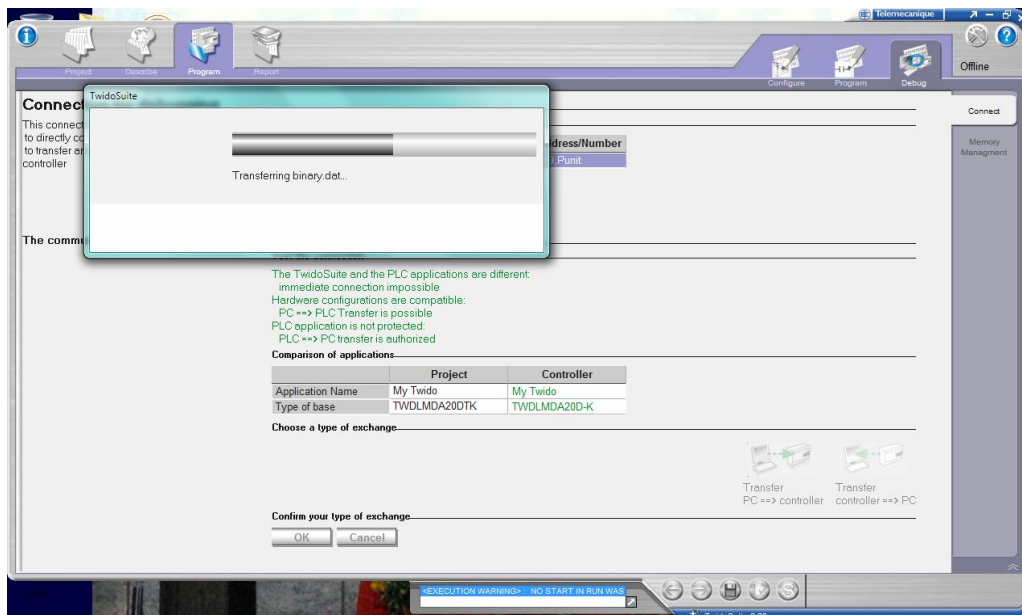 Telemecanique
Project
Describe
Program
Report
Configure
Program
Debug
Offline
Connect
Memory
Managment
TwidoSuite
Transferring binary.dat...
This connect
to directly co
to transfer an
controller
Punit
The commu
The TwidoSuite and the PLC applications are different:
immediate connection impossible
Hardware configurations are compatible:
PC ==> PLC Transfer is possible
PLC application is not protected:
PLC ==> PC transfer is authorized
Comparison of applications
Project Controller
Application Name My Twido My Twido
Type of base TWDLMDA20DTK TWDLMDA20D-K
Choose a type of exchange
Transfer
PC ==> controller
Transfer
controller ==> PC
Confirm your type of exchange
OK Cancel
<EXECUTION WARNING> : NO START IN RUN WAS